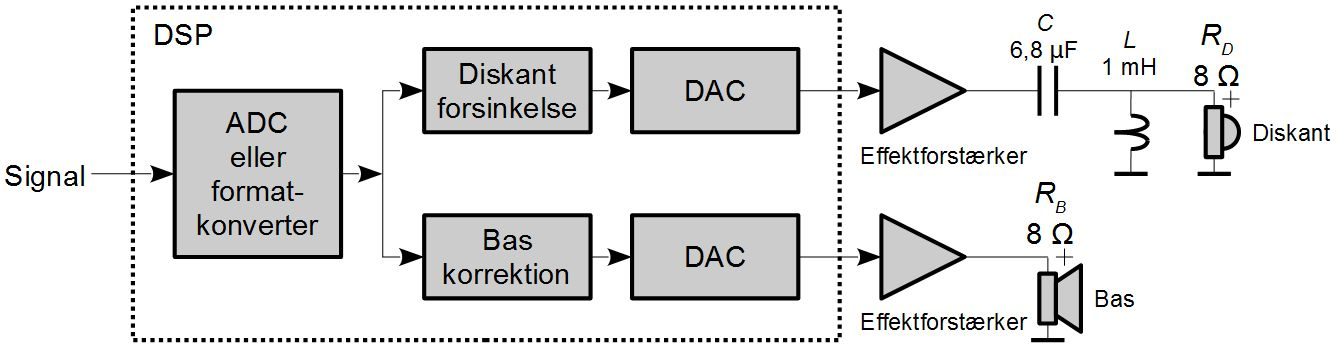 DSP
Signal
ADC
eller
format-
konverter
Diskant
forsinkelse
DAC
Effektforstærker
C
6,8 µF
L
1 mH
R_D
8 Ω
+
Diskant
Bas
korrektion
DAC
Effektforstærker
R_B
8 Ω
+
Bas